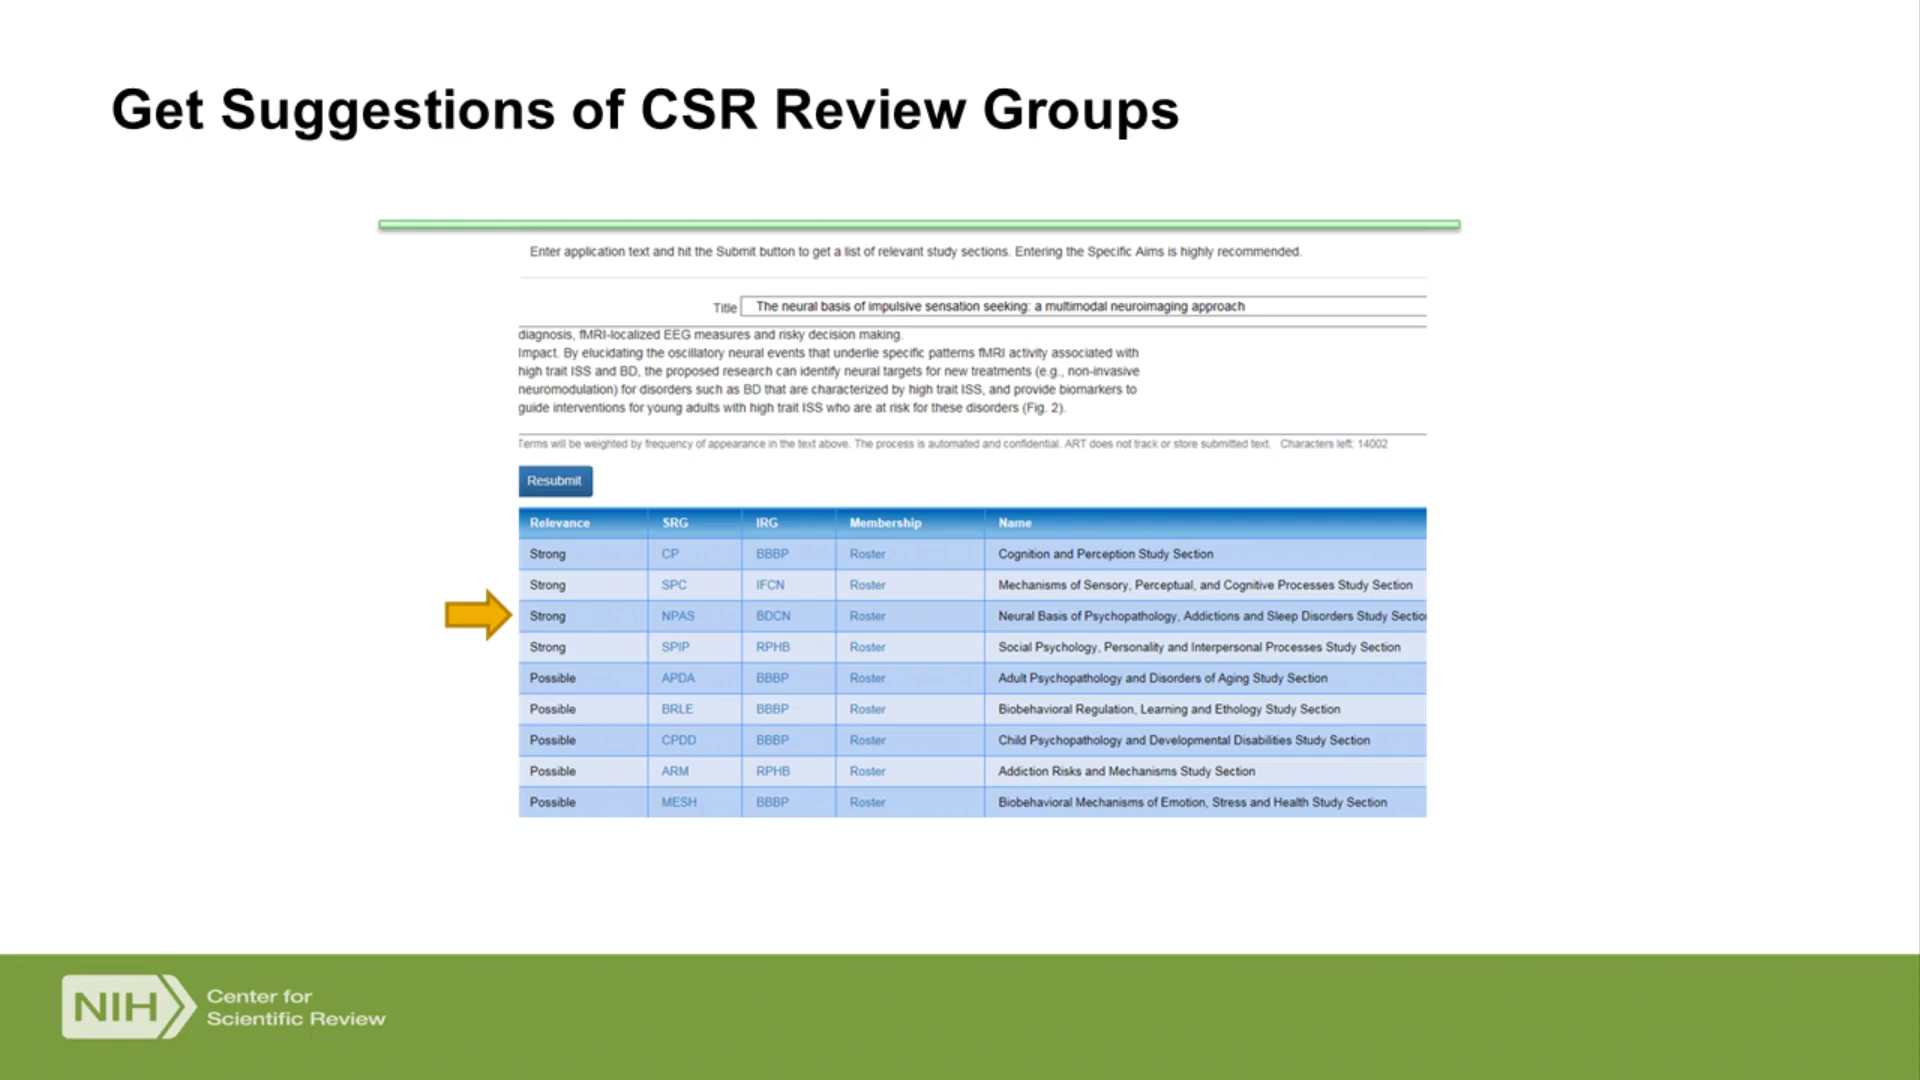 Get Suggestions of CSR Review Groups
Enter application text and hit the Submit button to get a list of relevant study sections. Entering the Specific Aims is highly recommended.
Title The neural basis of impulsive sensation seeking: a multimodal neuroimaging approach
diagnosis, fMRI-localized EEG measures and risky decision making.
Impact. By elucidating the oscillatory neural events that underlie specific patterns fMRI activity associated with
high trait ISS and BD, the proposed research can identify neural targets for new treatments (e.g., non-invasive
neuromodulation) for disorders such as BD that are characterized by high trait ISS, and provide biomarkers to
guide interventions for young adults with high trait ISS who are at risk for these disorders (Fig. 2).
Terms will be weighted by frequency of appearance in the text above. The process is automated and confidential. ART does not track or store submitted text. Characters left: 14002
Resubmit
Relevance SRG IRG Membership Name
Strong CP BBBP Roster Cognition and Perception Study Section
Strong SPC IFCN Roster Mechanisms of Sensory, Perceptual, and Cognitive Processes Study Section
Strong NPAS BDCN Roster Neural Basis of Psychopathology, Addictions and Sleep Disorders Study Sectio
Strong SPIP RPHB Roster Social Psychology, Personality and Interpersonal Processes Study Section
Possible APDA BBBP Roster Adult Psychopathology and Disorders of Aging Study Section
Possible BRLE BBBP Roster Biobehavioral Regulation, Learning and Ethology Study Section
Possible CPDD BBBP Roster Child Psychopathology and Developmental Disabilities Study Section
Possible ARM RPHB Roster Addiction Risks and Mechanisms Study Section
Possible MESH BBBP Roster Biobehavioral Mechanisms of Emotion, Stress and Health Study Section
NIH Center for
Scientific Review